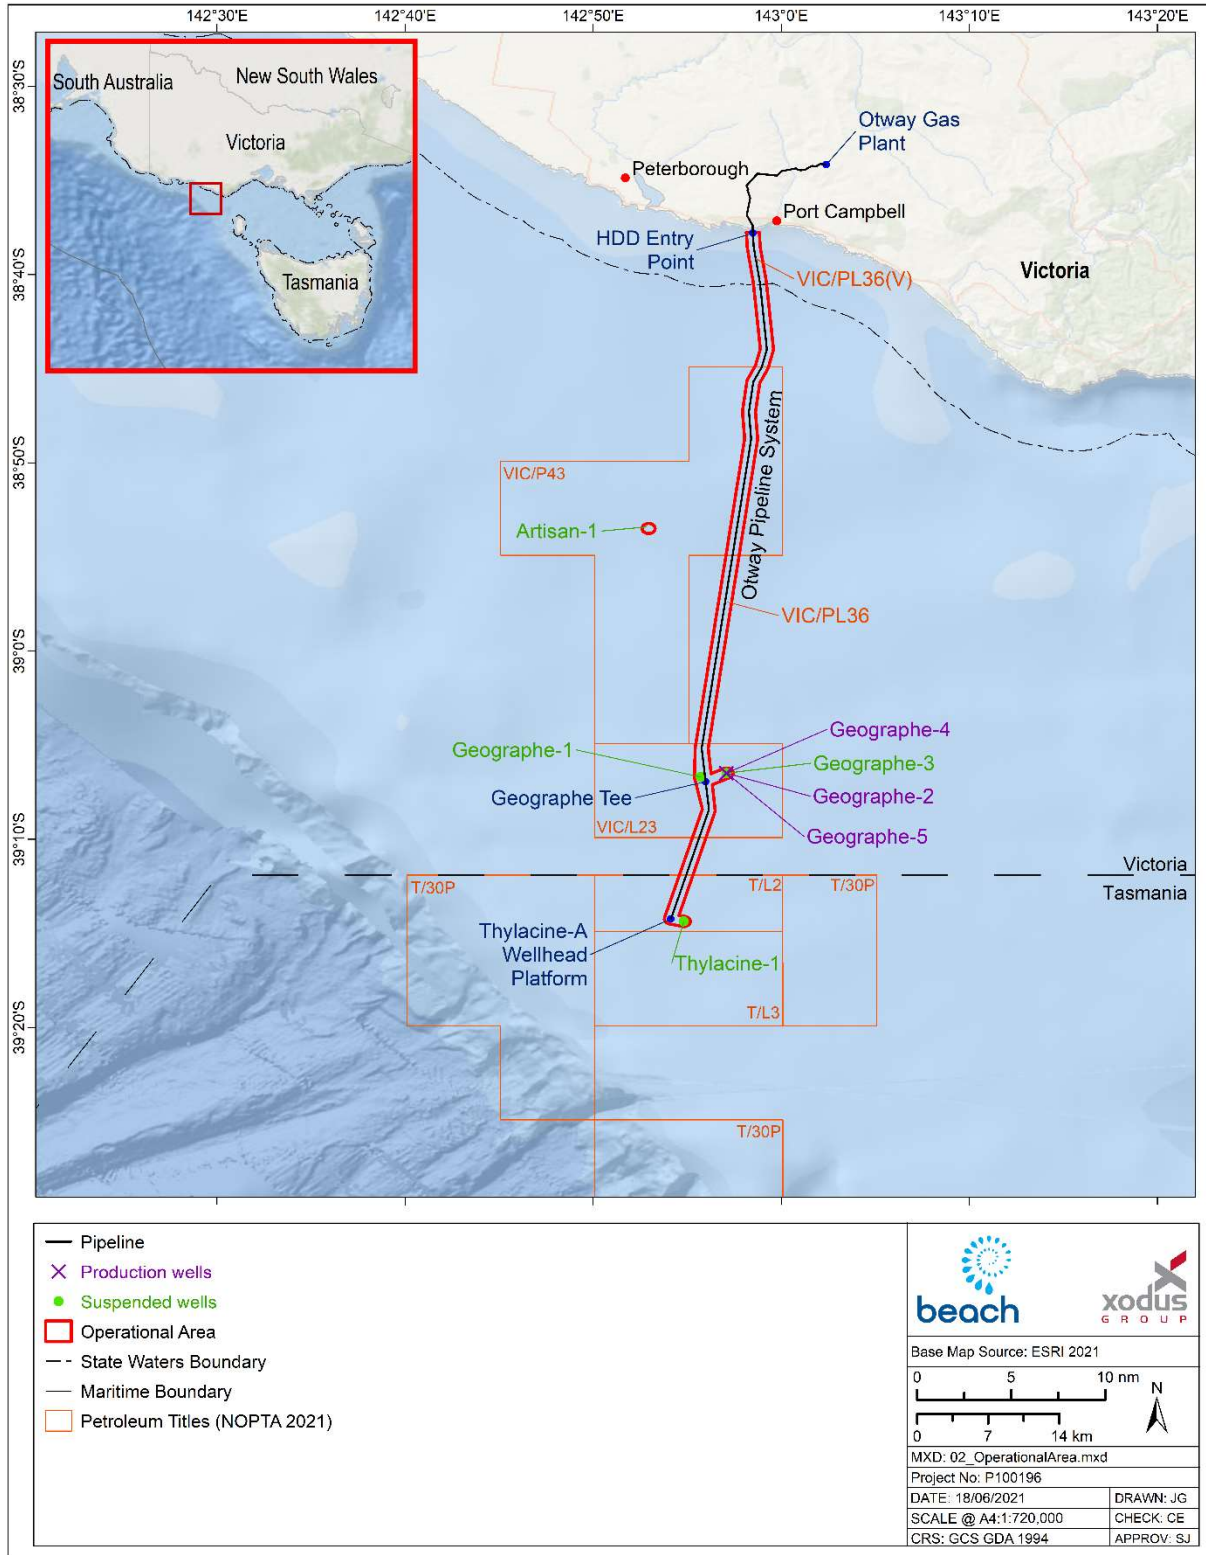 142°30'E
142°40'E
142°50'E
143°0'E
143°10'E
143°20'E
38°30'S
38°40'S
38°50'S
39°0'S
39°10'S
39°20'S
South Australia
New South Wales
Victoria
Tasmania
Otway Gas
Plant
Peterborough
Port Campbell
HDD Entry
Point
VIC/PL36(V)
Victoria
Otway Pipeline System
VIC/P43
Artisan-1
VIC/PL36
Geographe-4
Geographe-1
Geographe-3
Geographe Tee
Geographe-2
VIC/L23
Geographe-5
Victoria
Tasmania
T/30P
T/L2
T/30P
Thylacine-A
Wellhead
Platform
Thylacine-1
T/L3
T/30P
Pipeline
Production wells
Suspended wells
Operational Area
State Waters Boundary
Maritime Boundary
Petroleum Titles (NOPTA 2021)
beach
xodus
GROUP
Base Map Source: ESRI 2021
0 5 10 nm
N
0 7 14 km
MXD: 02_OperationalArea.mxd
Project No: P100196
DATE: 18/06/2021 DRAWN: JG
SCALE @ A4:1:720,000 CHECK: CE
CRS: GCS GDA 1994 APPROV: SJ